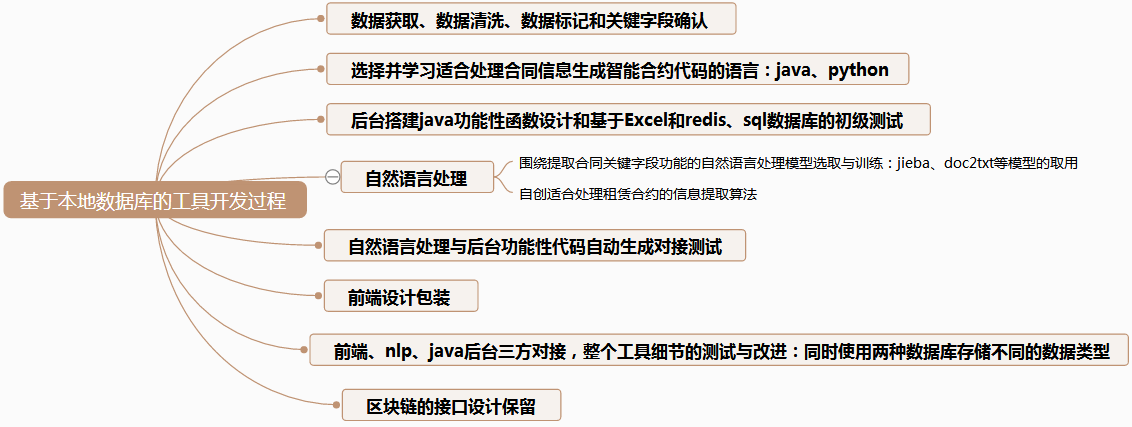 数据获取、数据清洗、数据标记和关键字段确认
选择并学习适合处理合同信息生成智能合约代码的语言：java、python
后台搭建java功能性函数设计和基于Excel和redis、sql数据库的初级测试
自然语言处理
围绕提取合同关键字段功能的自然语言处理模型选取与训练：jieba、doc2txt等模型的取用
自创适合处理租赁合约的信息提取算法
基于本地数据库的工具开发过程
自然语言处理与后台功能性代码自动生成对接测试
前端设计包装
前端、nlp、java后台三方对接，整个工具细节的测试与改进：同时使用两种数据库存储不同的数据类型
区块链的接口设计保留